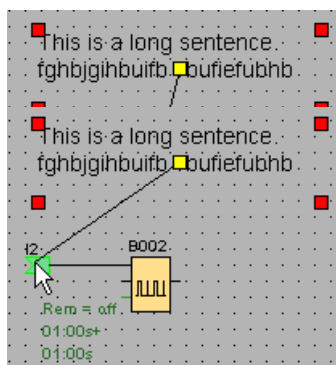 This is a long sentence.
fghbjgihbuifb bufiefubhb
This is a long sentence.
fghbjgihbuifb bufiefubhb
I2
B002
Rem = off
01:00s+
01:00s